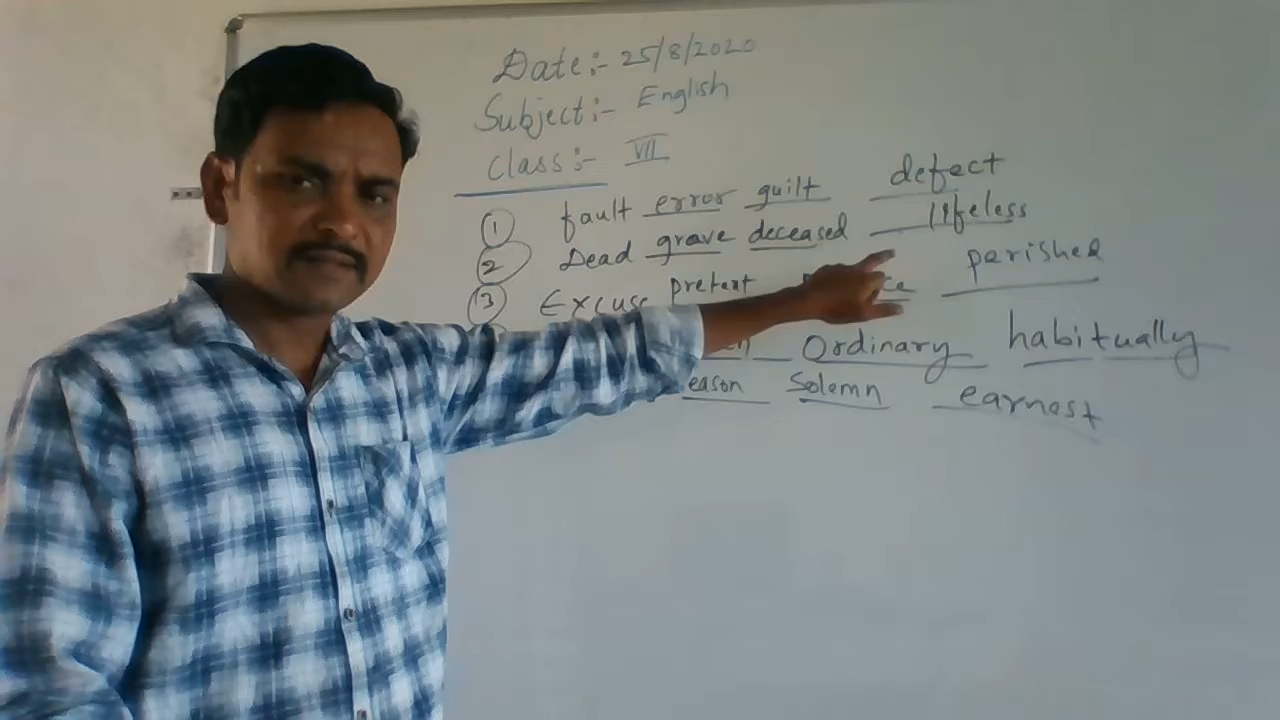 Date:- 25/8/2020
Subject:- English
Class:- VII
1 fault error guilt defect
2 Dead grave deceased lifeless
3 Excuse pretext perished
Ordinary habitually
eason Solemn earnest